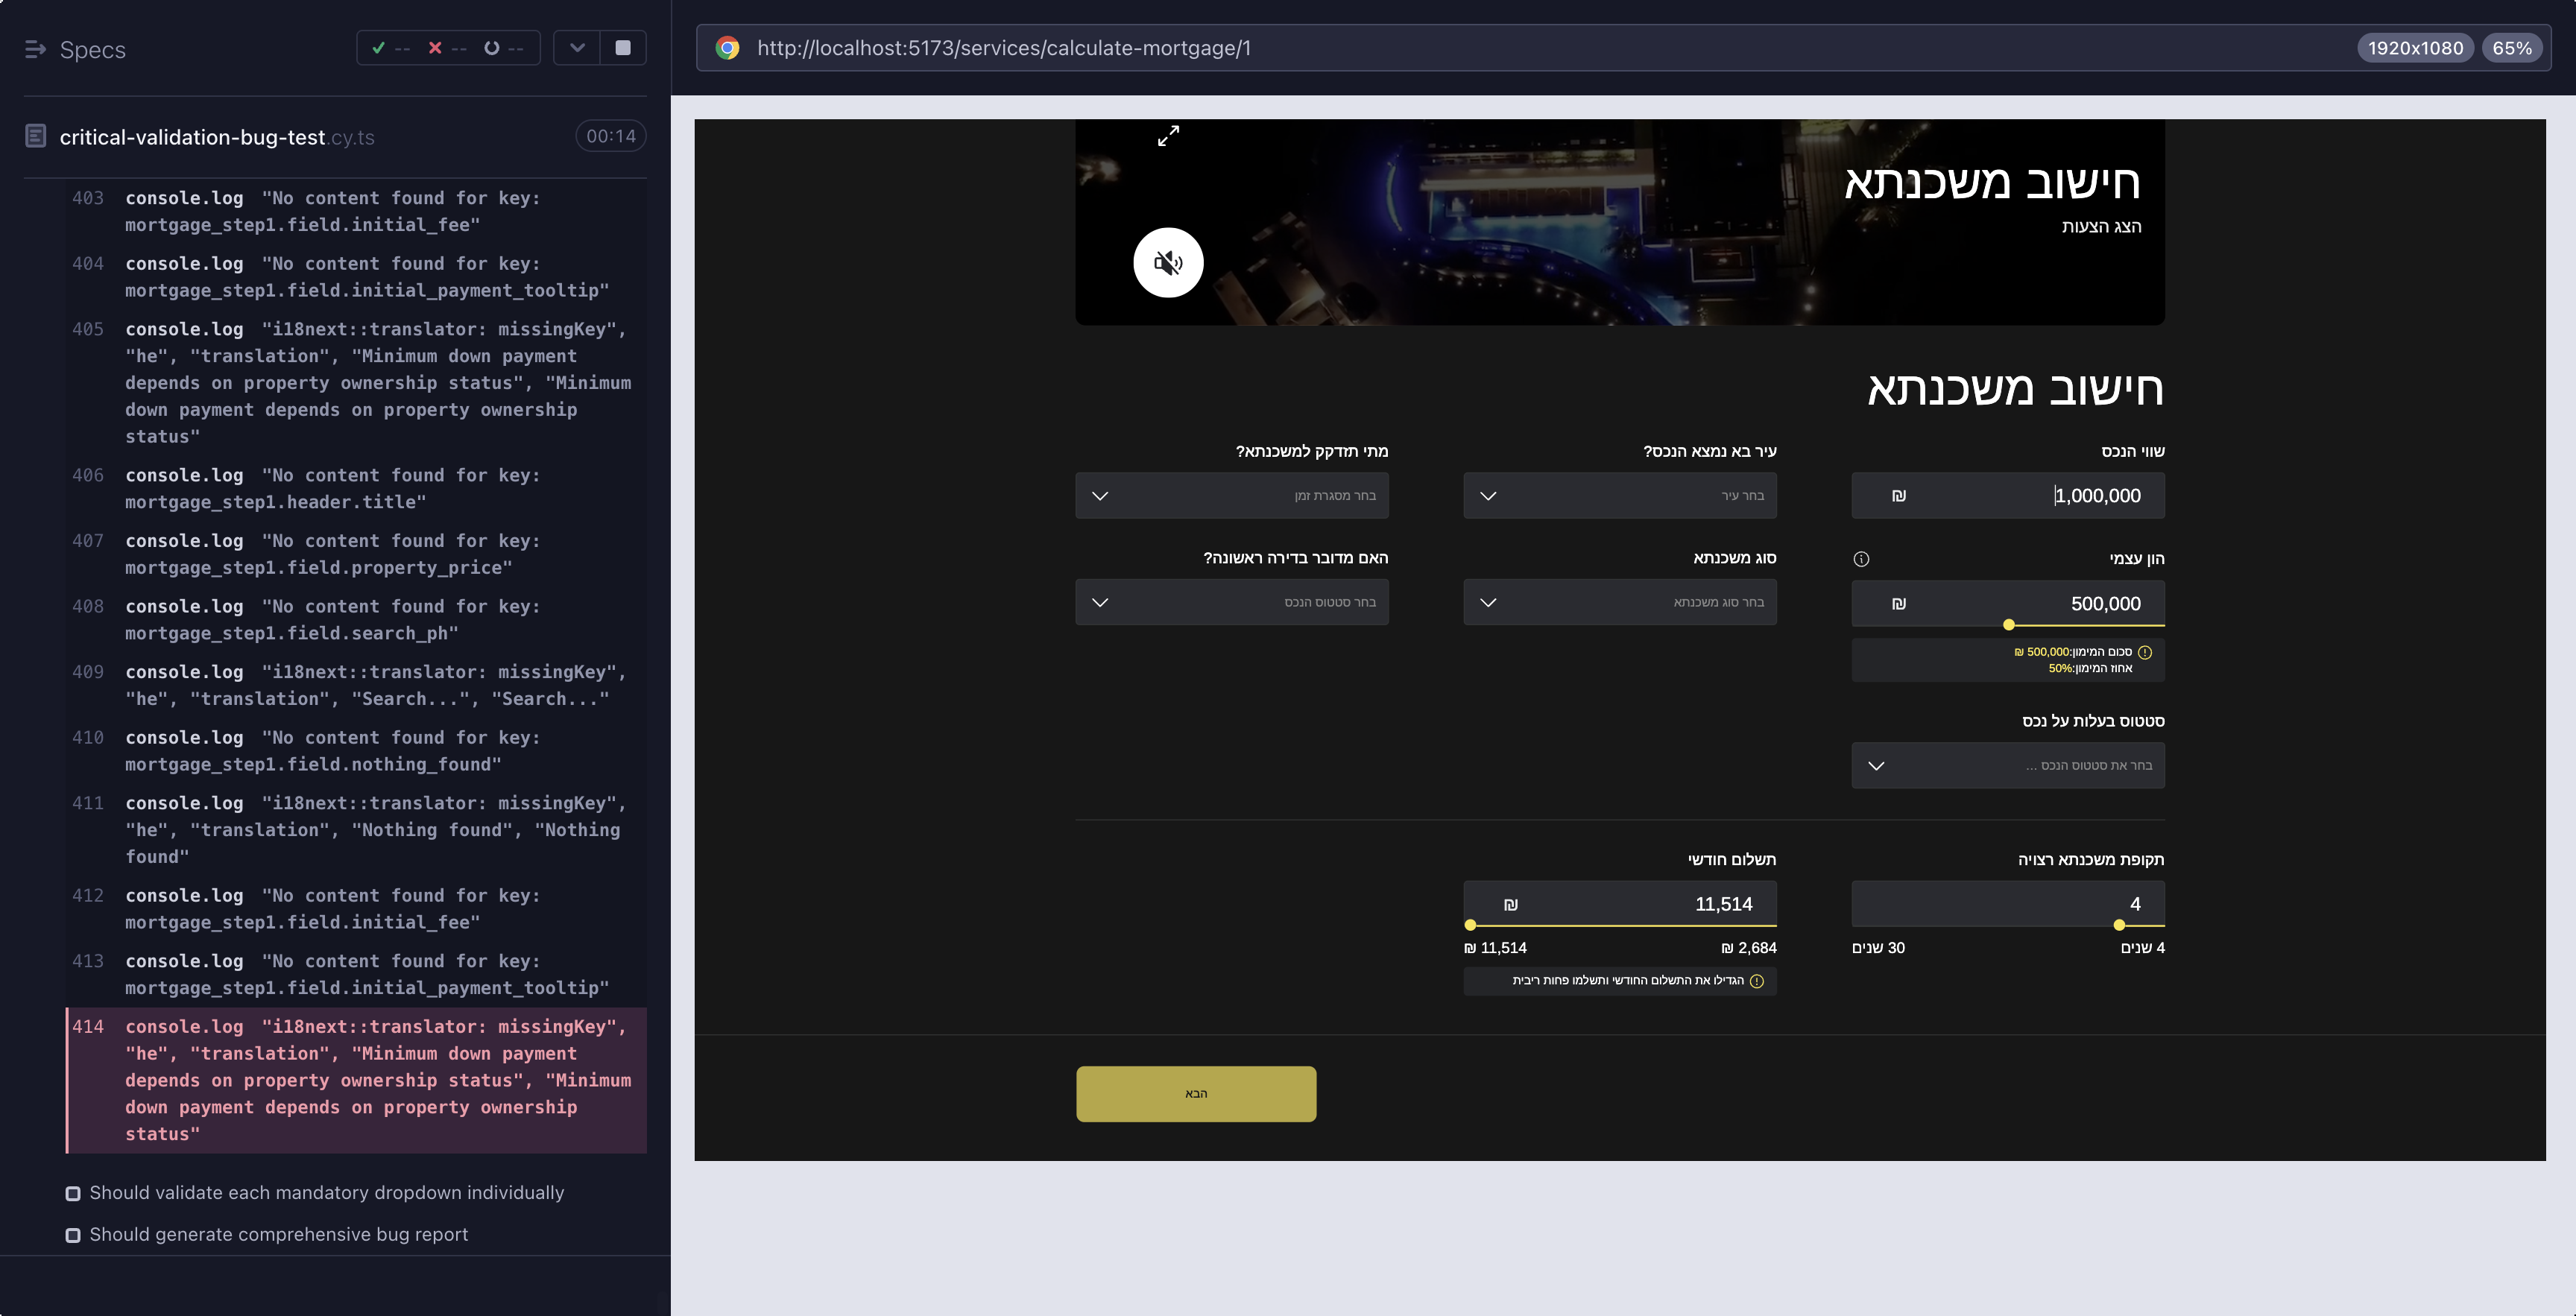 Specs
-- -- --
critical-validation-bug-test.cy.ts
00:14
403 console.log "No content found for key:
mortgage_step1.field.initial_fee"
404 console.log "No content found for key:
mortgage_step1.field.initial_payment_tooltip"
405 console.log "i18next::translator: missingKey",
"he", "translation", "Minimum down payment
depends on property ownership status", "Minimum
down payment depends on property ownership
status"
406 console.log "No content found for key:
mortgage_step1.header.title"
407 console.log "No content found for key:
mortgage_step1.field.property_price"
408 console.log "No content found for key:
mortgage_step1.field.search_ph"
409 console.log "i18next::translator: missingKey",
"he", "translation", "Search...", "Search..."
410 console.log "No content found for key:
mortgage_step1.field.nothing_found"
411 console.log "i18next::translator: missingKey",
"he", "translation", "Nothing found", "Nothing
found"
412 console.log "No content found for key:
mortgage_step1.field.initial_fee"
413 console.log "No content found for key:
mortgage_step1.field.initial_payment_tooltip"
414 console.log "i18next::translator: missingKey",
"he", "translation", "Minimum down payment
depends on property ownership status", "Minimum
down payment depends on property ownership
status"
Should validate each mandatory dropdown individually
Should generate comprehensive bug report
http://localhost:5173/services/calculate-mortgage/1
1920x1080
65%
חישוב משכנתא
הצג הצעות
חישוב משכנתא
שווי הנכס
1,000,000 ₪
עיר בא נמצא הנכס?
בחר עיר
מתי תזדקק למשכנתא?
בחר מסגרת זמן
הון עצמי
500,000 ₪
סכום המימון:500,000 ₪
אחוז המימון:50%
סוג משכנתא
בחר סוג משכנתא
האם מדובר בדירה ראשונה?
בחר סטטוס הנכס
סטטוס בעלות על נכס
בחר את סטטוס הנכס ...
תקופת משכנתא רצויה
4
4 שנים
30 שנים
תשלום חודשי
11,514 ₪
2,684 ₪
11,514 ₪
הגדילו את התשלום החודשי ותשלמו פחות ריבית
הבא